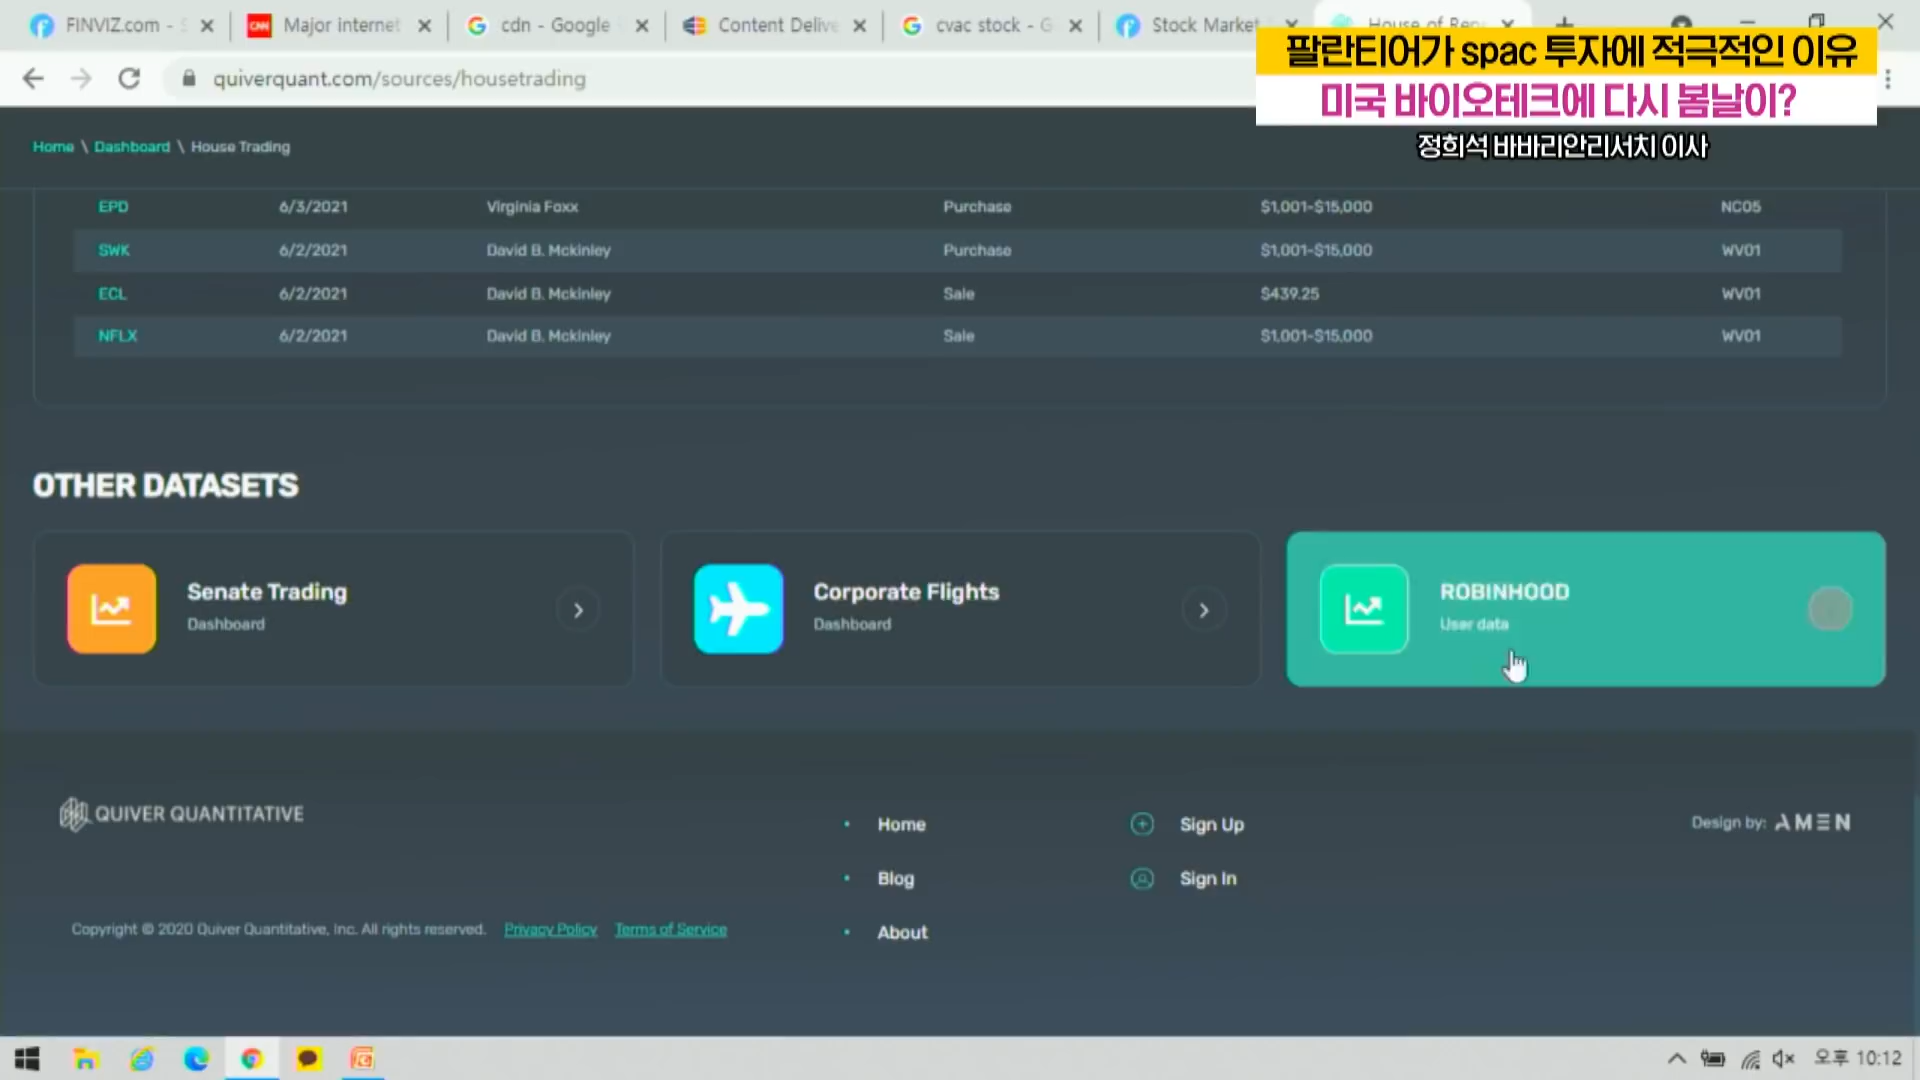 FINVIZ.com - S
Major internet
cdn - Google
Content Delive
cvac stock - G
Stock Market
House of Rep
quiverquant.com/sources/housetrading
팔란티어가 spac 투자에 적극적인 이유
미국 바이오테크에 다시 봄날이?
정희석 바바리안리서치 이사
Home \ Dashboard \ House Trading
EPD 6/3/2021 Virginia Foxx Purchase $1,001-$15,000 NC05
SWK 6/2/2021 David B. Mckinley Purchase $1,001-$15,000 WV01
ECL 6/2/2021 David B. Mckinley Sale $439.25 WV01
NFLX 6/2/2021 David B. Mckinley Sale $1,001-$15,000 WV01
OTHER DATASETS
Senate Trading
Dashboard
Corporate Flights
Dashboard
ROBINHOOD
User data
QUIVER QUANTITATIVE
Home
Sign Up
Design by: AMEN
Blog
Sign In
Copyright © 2020 Quiver Quantitative, Inc. All rights reserved. Privacy Policy Terms of Service
About
오후 10:12